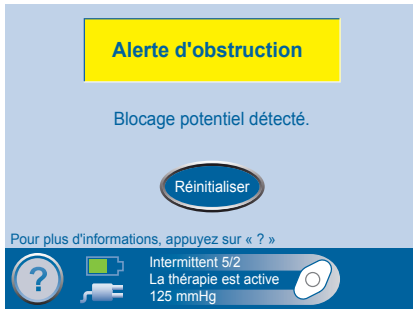 Alerte d'obstruction
Blocage potentiel détecté.
Réinitialiser
Pour plus d'informations, appuyez sur « ? »
?
Intermittent 5/2
La thérapie est active
125 mmHg